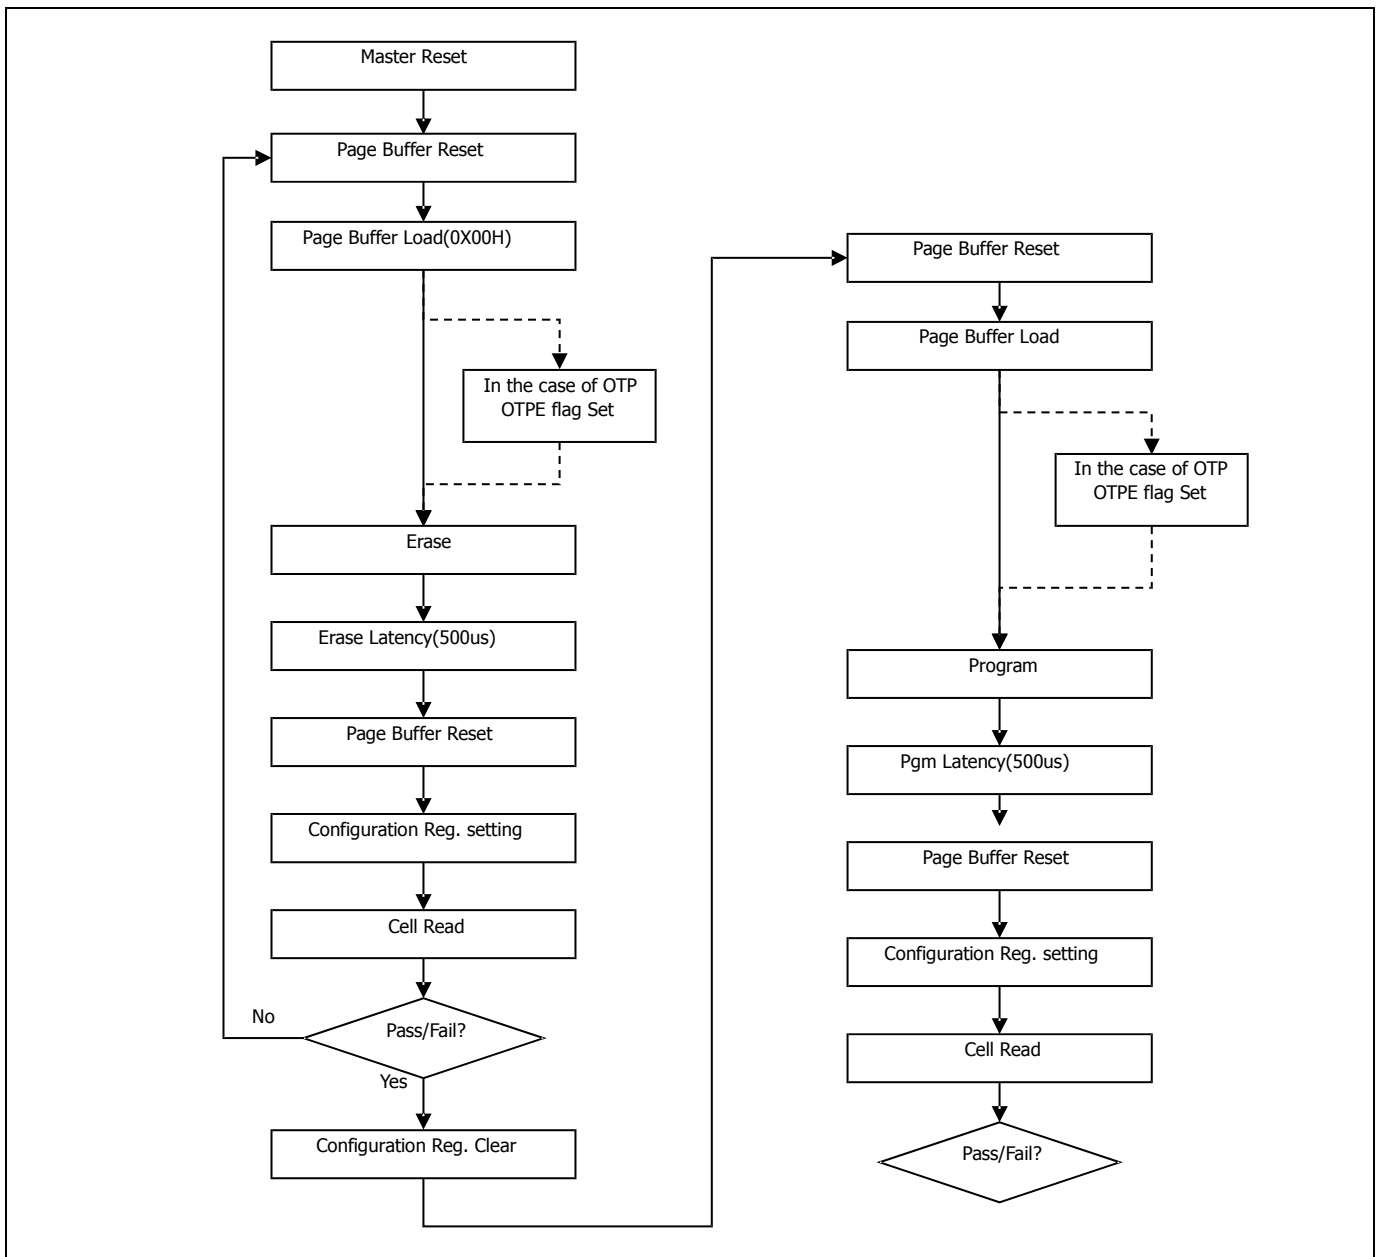 Master Reset
Page Buffer Reset
Page Buffer Load(0X00H)
In the case of OTP
OTPE flag Set
Erase
Erase Latency(500us)
Page Buffer Reset
Configuration Reg. setting
Cell Read
Pass/Fail?
No
Yes
Configuration Reg. Clear
Page Buffer Reset
Page Buffer Load
In the case of OTP
OTPE flag Set
Program
Pgm Latency(500us)
Page Buffer Reset
Configuration Reg. setting
Cell Read
Pass/Fail?